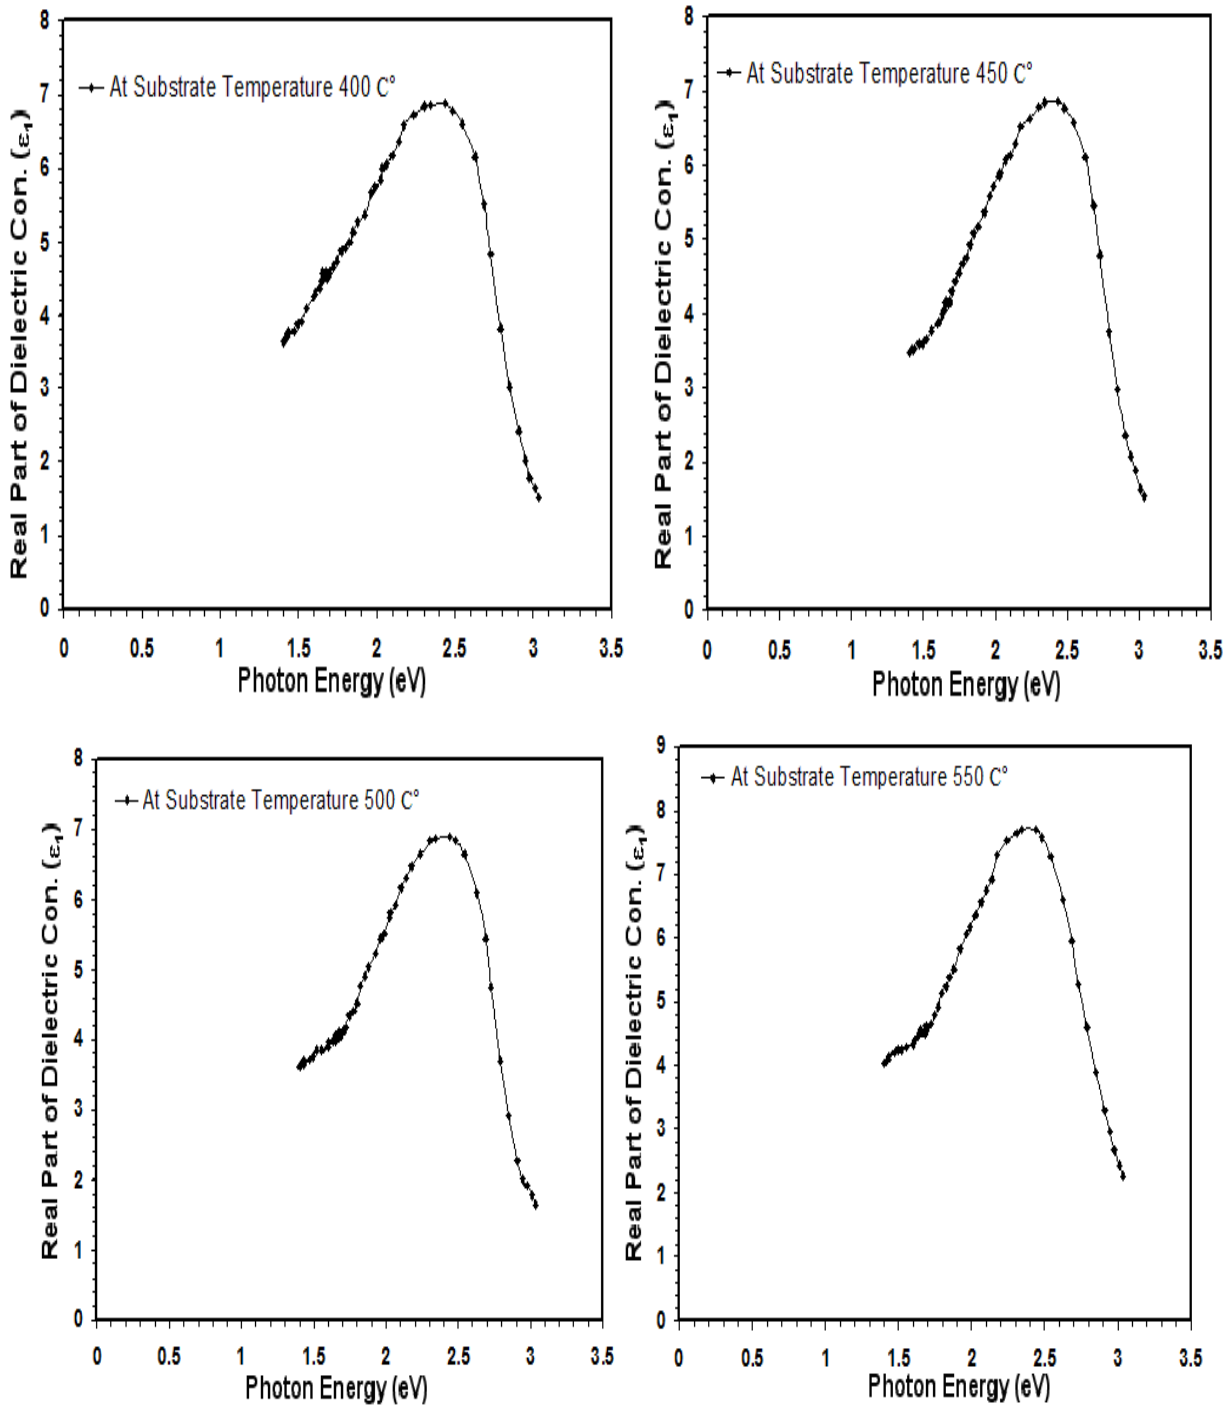 8
7
6
5
4
3
2
1
0
Real Part of Dielectric Con. (ε₁)
At Substrate Temperature 400 C°
0 0.5 1 1.5 2 2.5 3 3.5
Photon Energy (eV)
8
7
6
5
4
3
2
1
0
Real Part of Dielectric Con. (ε₁)
At Substrate Temperature 450 C°
0 0.5 1 1.5 2 2.5 3 3.5
Photon Energy (eV)
8
7
6
5
4
3
2
1
0
Real Part of Dielectric Con. (ε₁)
At Substrate Temperature 500 C°
0 0.5 1 1.5 2 2.5 3 3.5
Photon Energy (eV)
9
8
7
6
5
4
3
2
1
0
Real Part of Dielectric Con. (ε₁)
At Substrate Temperature 550 C°
0 0.5 1 1.5 2 2.5 3 3.5
Photon Energy (eV)